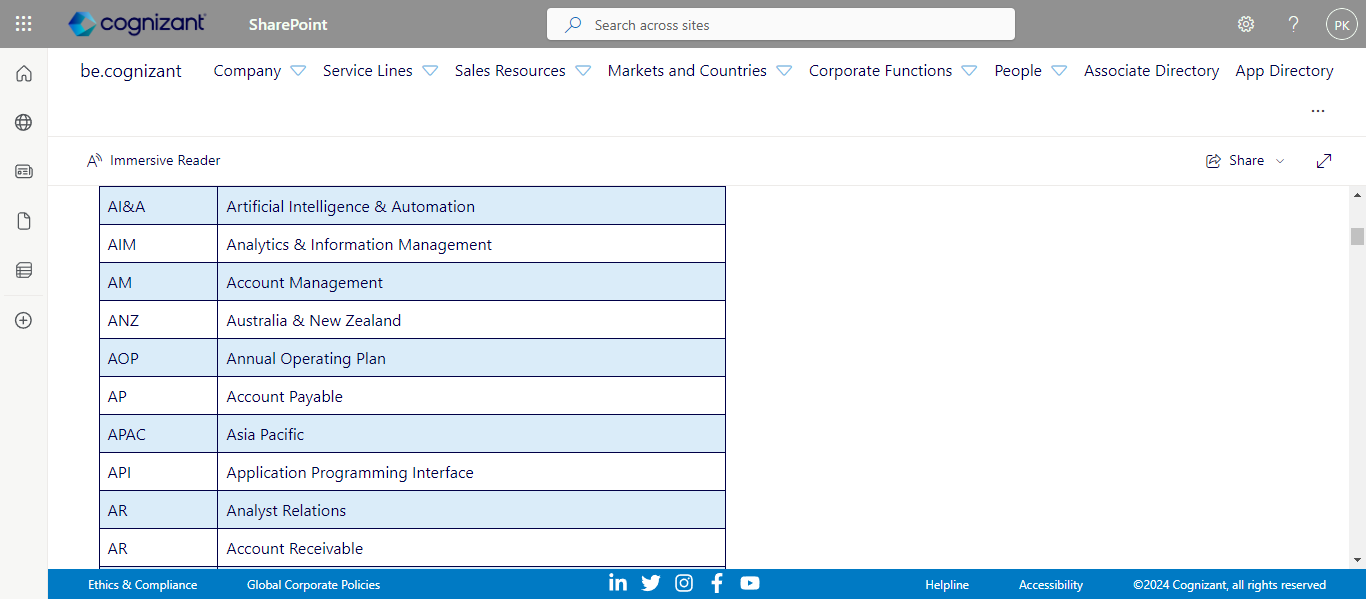 cognizant SharePoint Search across sites ? PK
be.cognizant Company Service Lines Sales Resources Markets and Countries Corporate Functions People Associate Directory App Directory
...
Immersive Reader Share
AI&A Artificial Intelligence & Automation
AIM Analytics & Information Management
AM Account Management
ANZ Australia & New Zealand
AOP Annual Operating Plan
AP Account Payable
APAC Asia Pacific
API Application Programming Interface
AR Analyst Relations
AR Account Receivable
Ethics & Compliance Global Corporate Policies Helpline Accessibility ©2024 Cognizant, all rights reserved